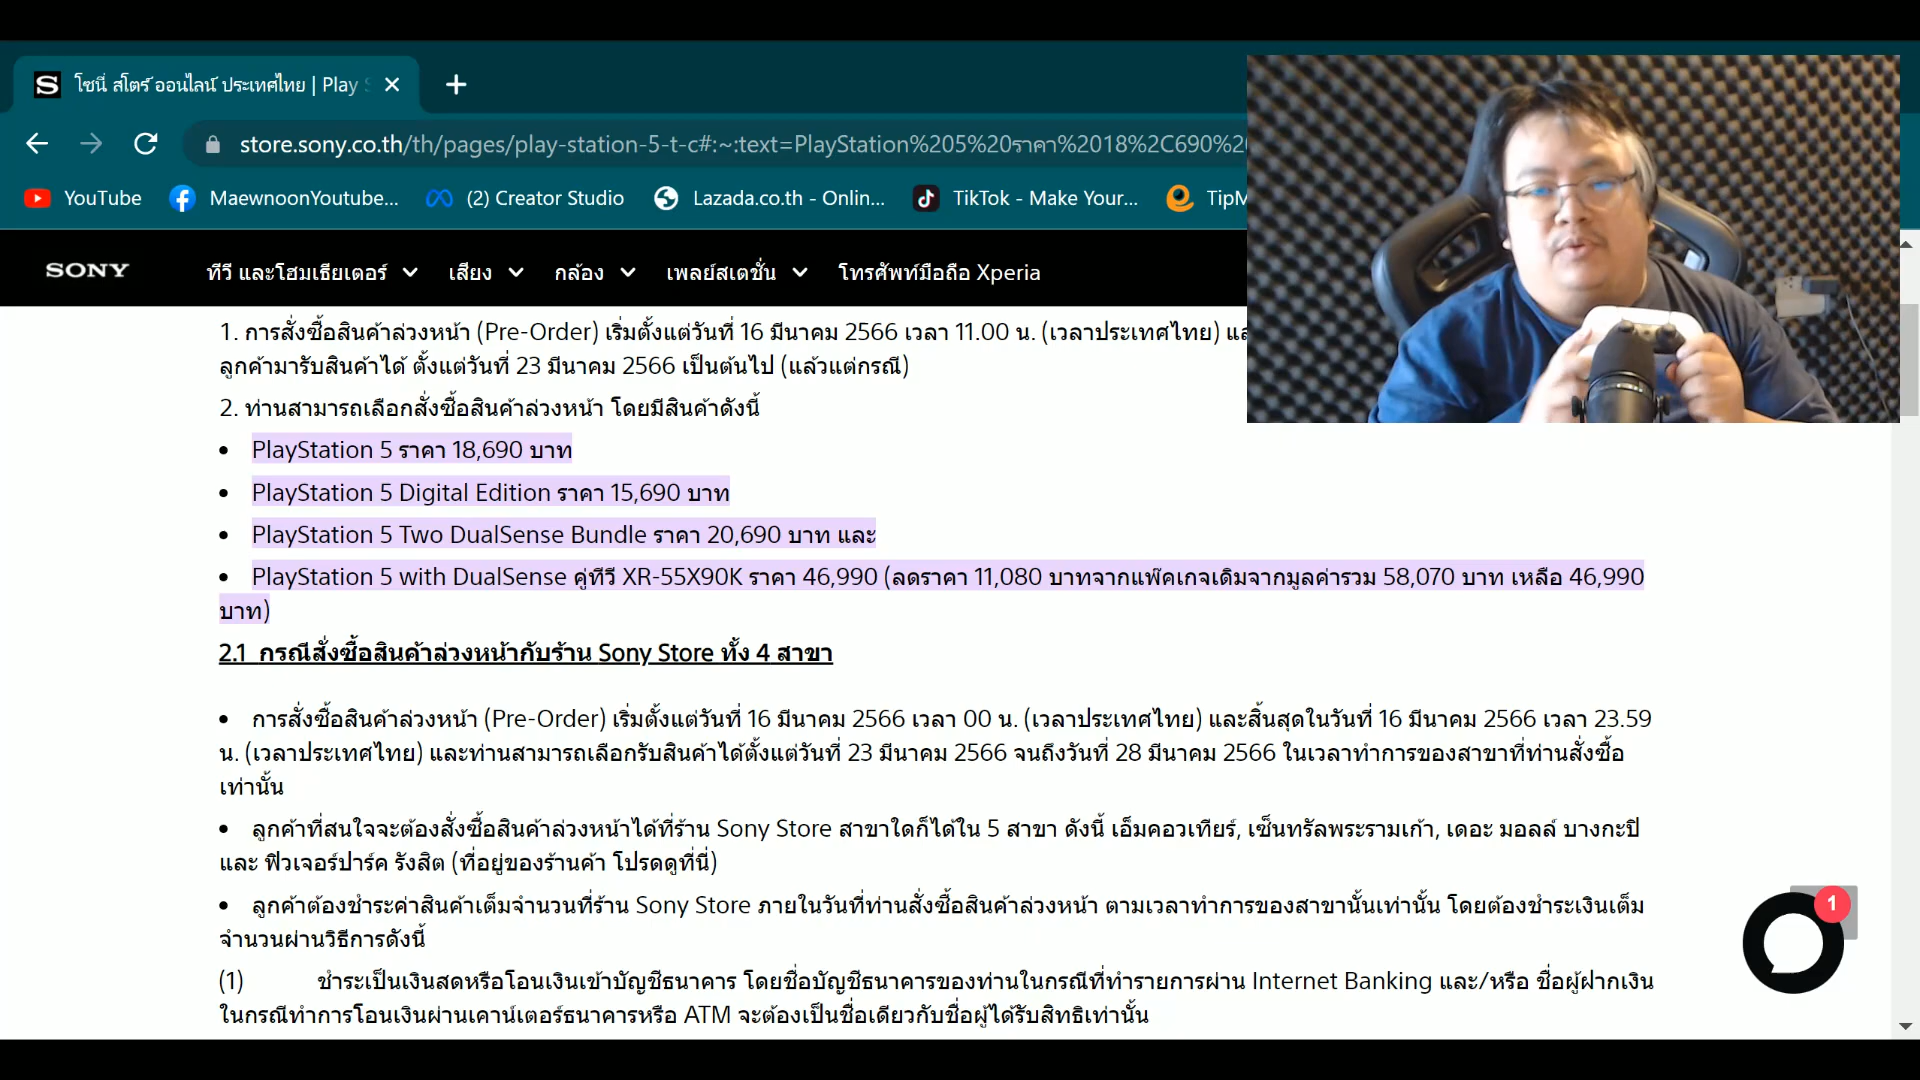 โซนี่ สโตร์ ออนไลน์ ประเทศไทย | Play
store.sony.co.th/th/pages/play-station-5-t-c#:~:text=PlayStation%205%20ราคา%2018%2C690%2
YouTube MaewnoonYoutube... (2) Creator Studio Lazada.co.th - Onlin... TikTok - Make Your... TipM
SONY ทีวี และโฮมเธียเตอร์ เสียง กล้อง เพลย์สเตชั่น โทรศัพท์มือถือ Xperia
1. การสั่งซื้อสินค้าล่วงหน้า (Pre-Order) เริ่มตั้งแต่วันที่ 16 มีนาคม 2566 เวลา 11.00 น. (เวลาประเทศไทย) และ
ลูกค้ามารับสินค้าได้ ตั้งแต่วันที่ 23 มีนาคม 2566 เป็นต้นไป (แล้วแต่กรณี)
2. ท่านสามารถเลือกสั่งซื้อสินค้าล่วงหน้า โดยมีสินค้าดังนี้
• PlayStation 5 ราคา 18,690 บาท
• PlayStation 5 Digital Edition ราคา 15,690 บาท
• PlayStation 5 Two DualSense Bundle ราคา 20,690 บาท และ
• PlayStation 5 with DualSense คู่ทีวี XR-55X90K ราคา 46,990 (ลดราคา 11,080 บาทจากแพ๊คเกจเดิมจากมูลค่ารวม 58,070 บาท เหลือ 46,990
บาท)
2.1 กรณีสั่งซื้อสินค้าล่วงหน้ากับร้าน Sony Store ทั้ง 4 สาขา
• การสั่งซื้อสินค้าล่วงหน้า (Pre-Order) เริ่มตั้งแต่วันที่ 16 มีนาคม 2566 เวลา 00 น. (เวลาประเทศไทย) และสิ้นสุดในวันที่ 16 มีนาคม 2566 เวลา 23.59
น. (เวลาประเทศไทย) และท่านสามารถเลือกรับสินค้าได้ตั้งแต่วันที่ 23 มีนาคม 2566 จนถึงวันที่ 28 มีนาคม 2566 ในเวลาทำการของสาขาที่ท่านสั่งซื้อ
เท่านั้น
• ลูกค้าที่สนใจจะต้องสั่งซื้อสินค้าล่วงหน้าได้ที่ร้าน Sony Store สาขาใดก็ได้ใน 5 สาขา ดังนี้ เอ็มคอวเทียร์, เซ็นทรัลพระรามเก้า, เดอะ มอลล์ บางกะปิ
และ ฟิวเจอร์ปาร์ค รังสิต (ที่อยู่ของร้านค้า โปรดดูที่นี่)
• ลูกค้าต้องชำระค่าสินค้าเต็มจำนวนที่ร้าน Sony Store ภายในวันที่ท่านสั่งซื้อสินค้าล่วงหน้า ตามเวลาทำการของสาขานั้นเท่านั้น โดยต้องชำระเงินเต็ม
จำนวนผ่านวิธีการดังนี้
(1) ชำระเป็นเงินสดหรือโอนเงินเข้าบัญชีธนาคาร โดยชื่อบัญชีธนาคารของท่านในกรณีที่ทำรายการผ่าน Internet Banking และ/หรือ ชื่อผู้ฝากเงิน
ในกรณีทำการโอนเงินผ่านเคาน์เตอร์ธนาคารหรือ ATM จะต้องเป็นชื่อเดียวกับชื่อผู้ได้รับสิทธิเท่านั้น
1